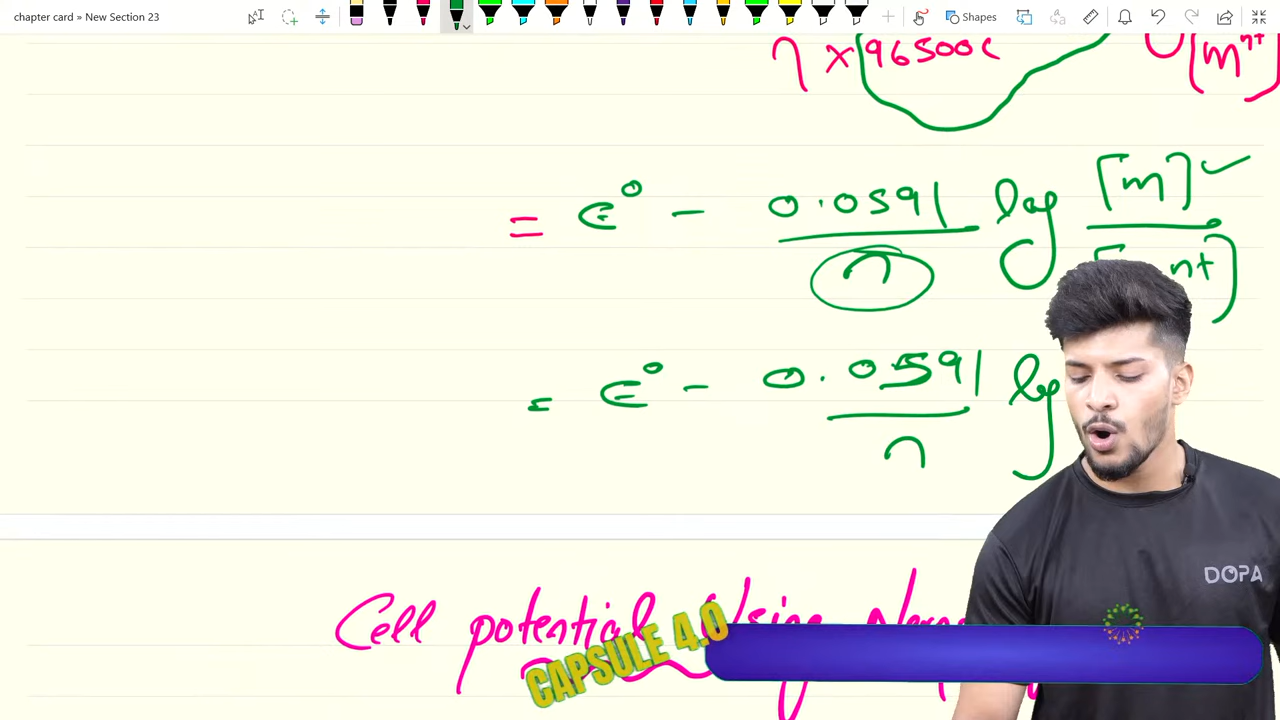 chapter card » New Section 23
Shapes
n × 96500C [m^n+]
= E° - 0.0591/n log [m]/[ n+]
= E° - 0.0591/n log
Cell potential Using
CAPSULE 4.0
DOPA